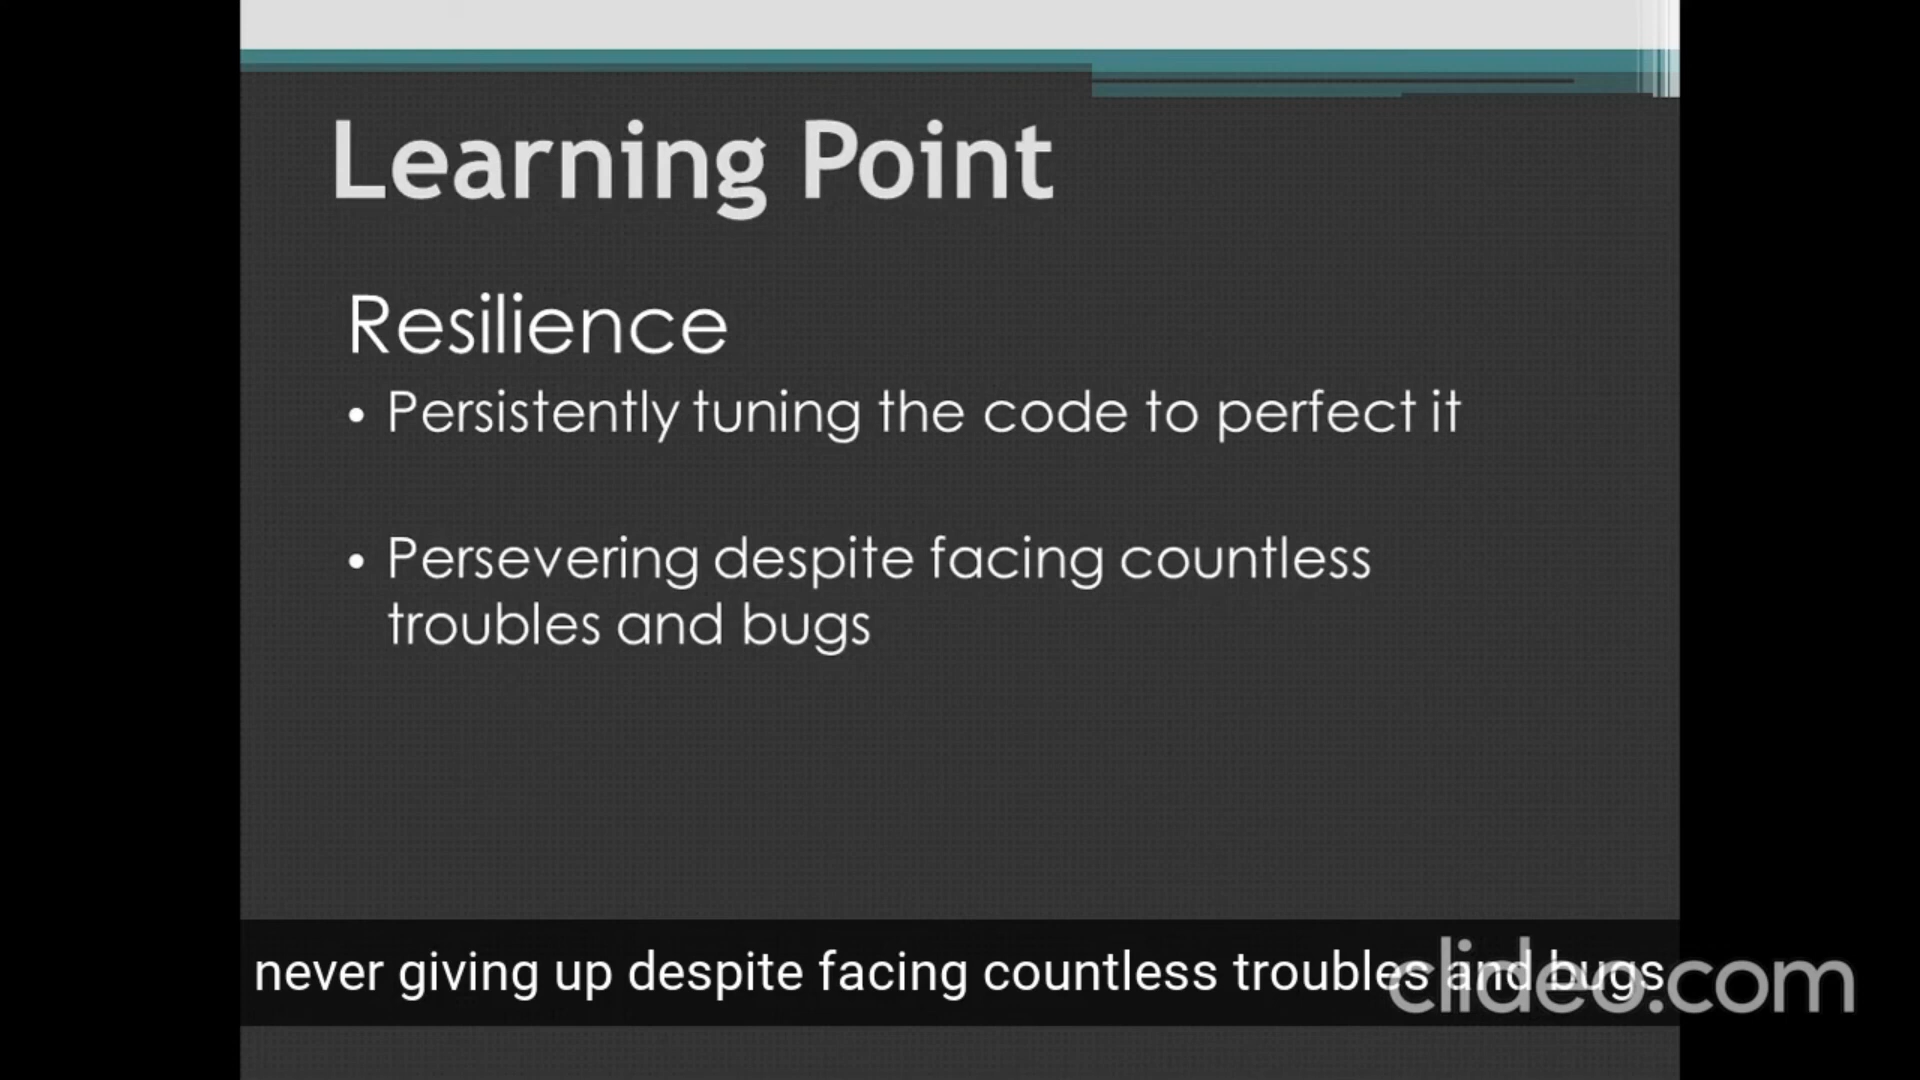 Learning Point
Resilience
• Persistently tuning the code to perfect it
• Persevering despite facing countless
troubles and bugs
never giving up despite facing countless troubles and bugs
clideo.com